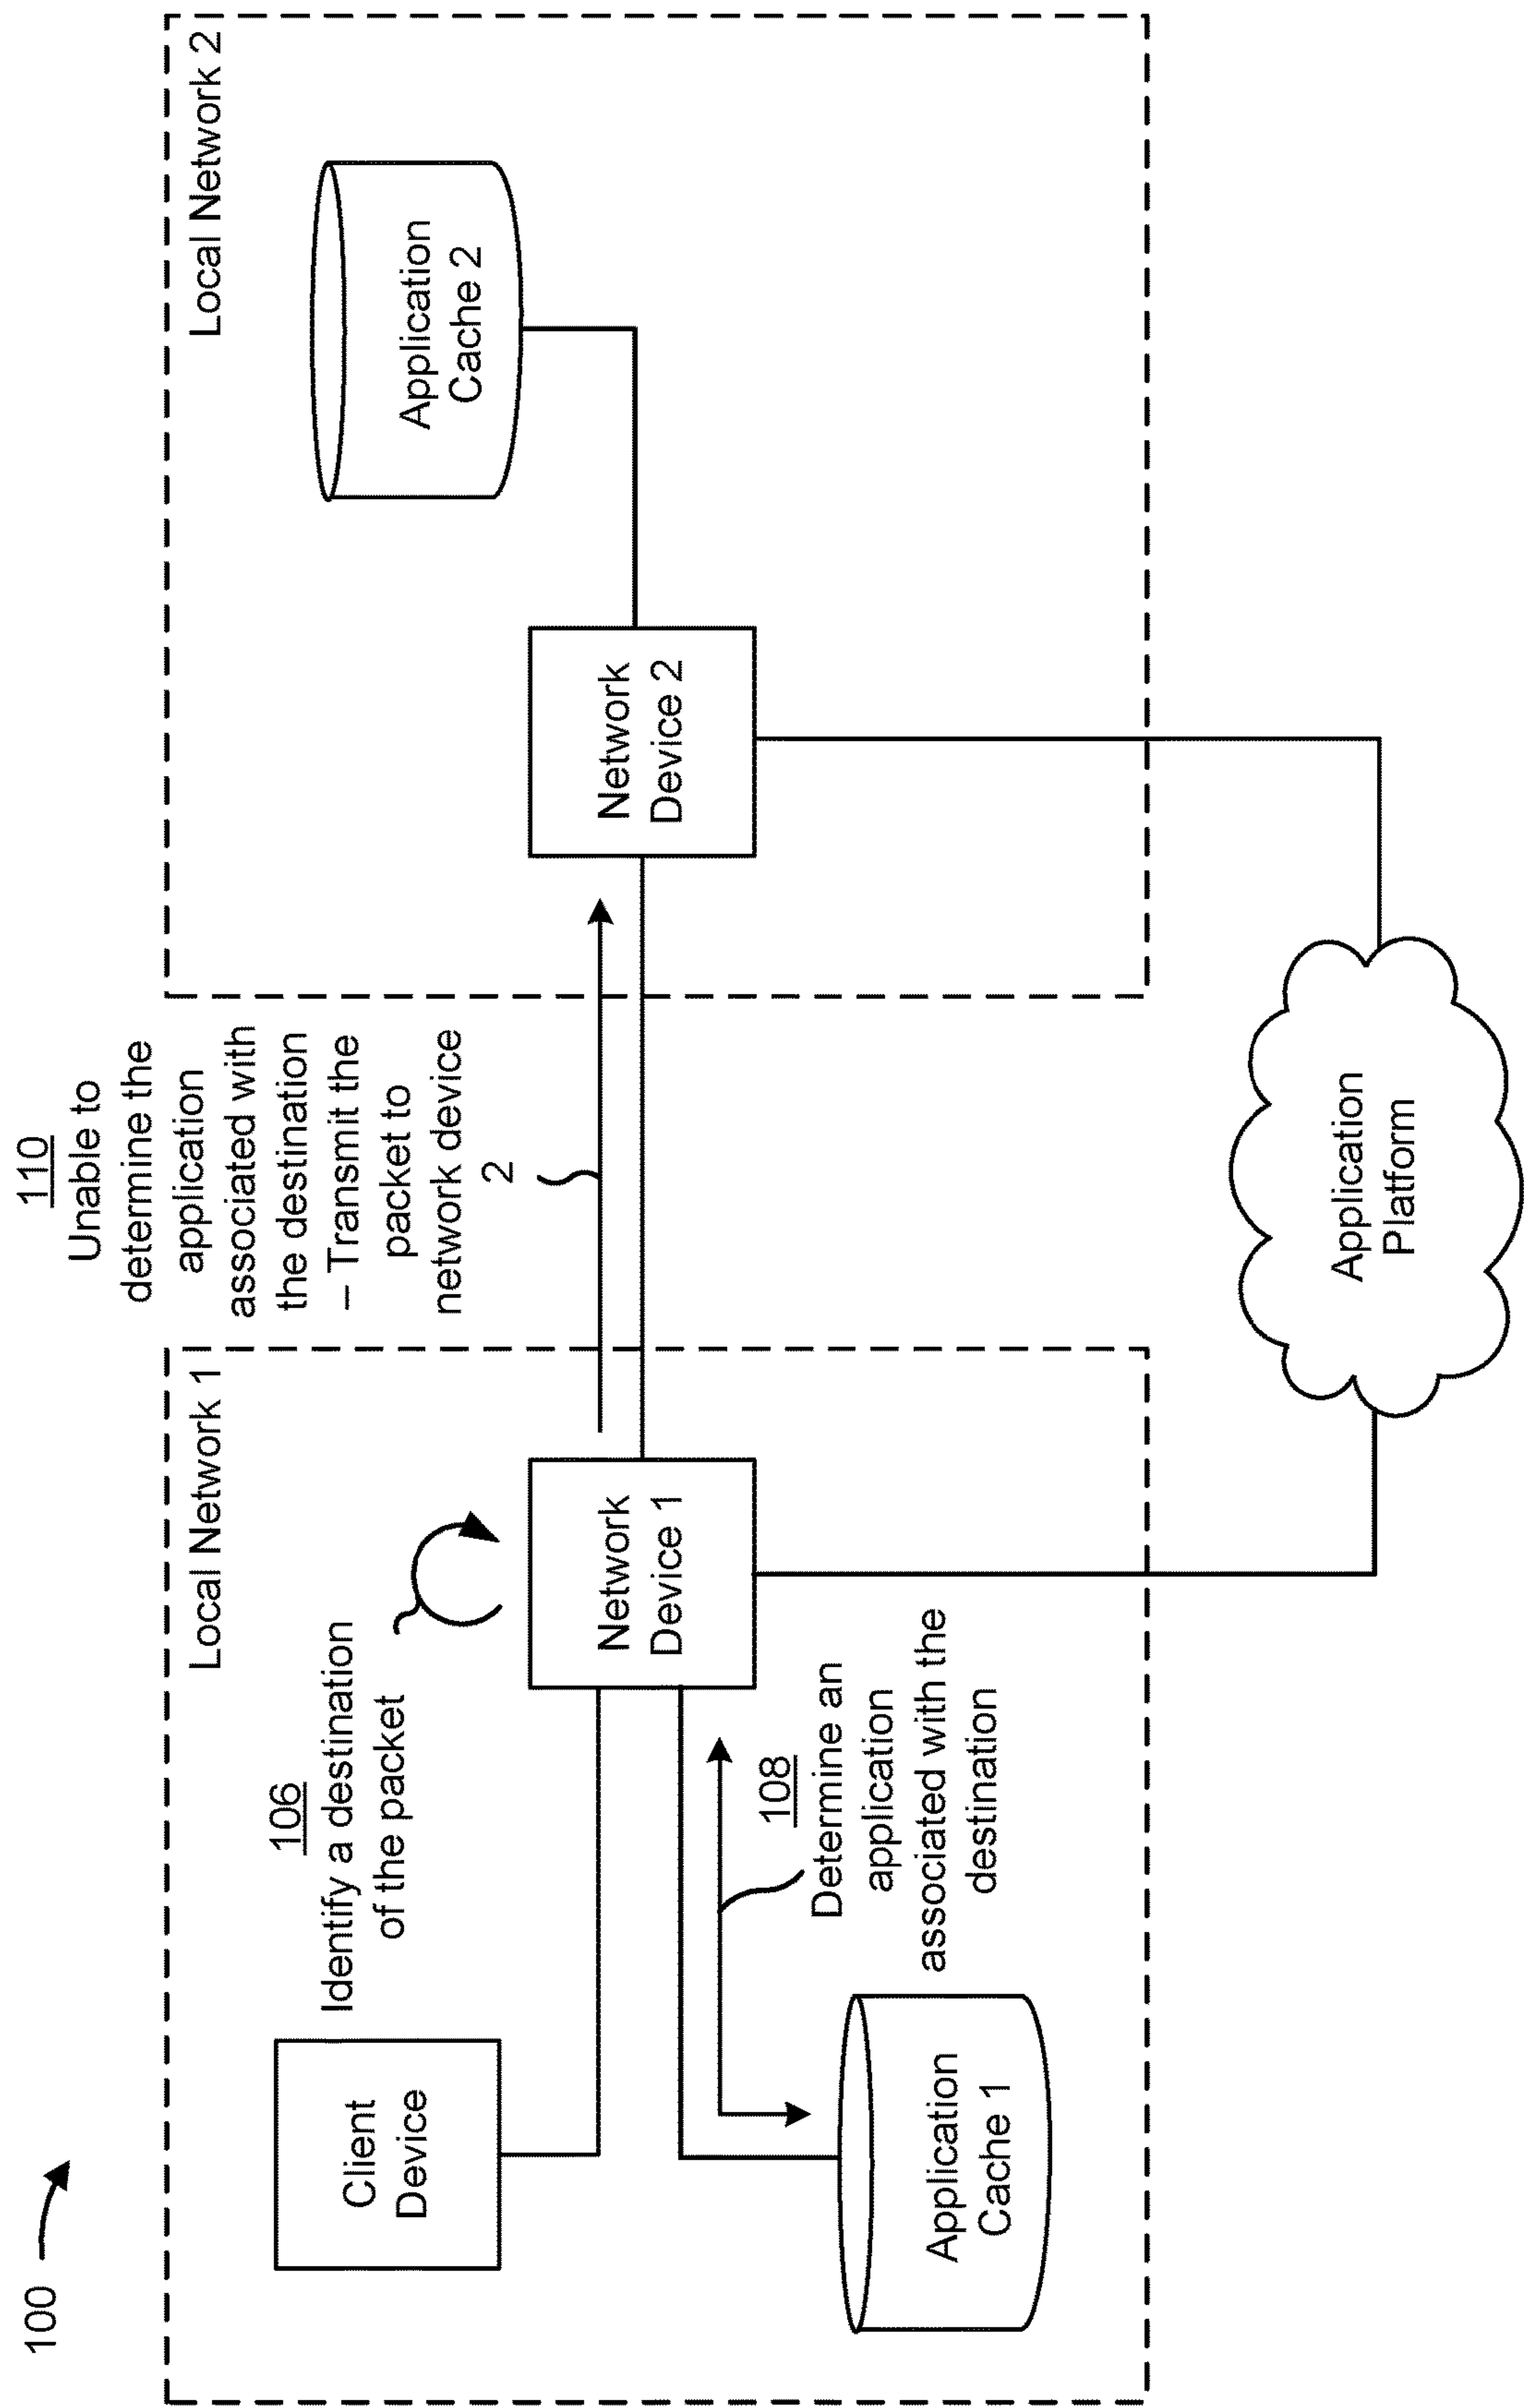 100
Local Network 1
Client
Device
106
Identify a destination
of the packet
Network
Device 1
108
Determine an
application
associated with the
destination
Application
Cache 1
110
Unable to
determine the
application
associated with
the destination
– Transmit the
packet to
network device
2
Local Network 2
Network
Device 2
Application
Cache 2
Application
Platform